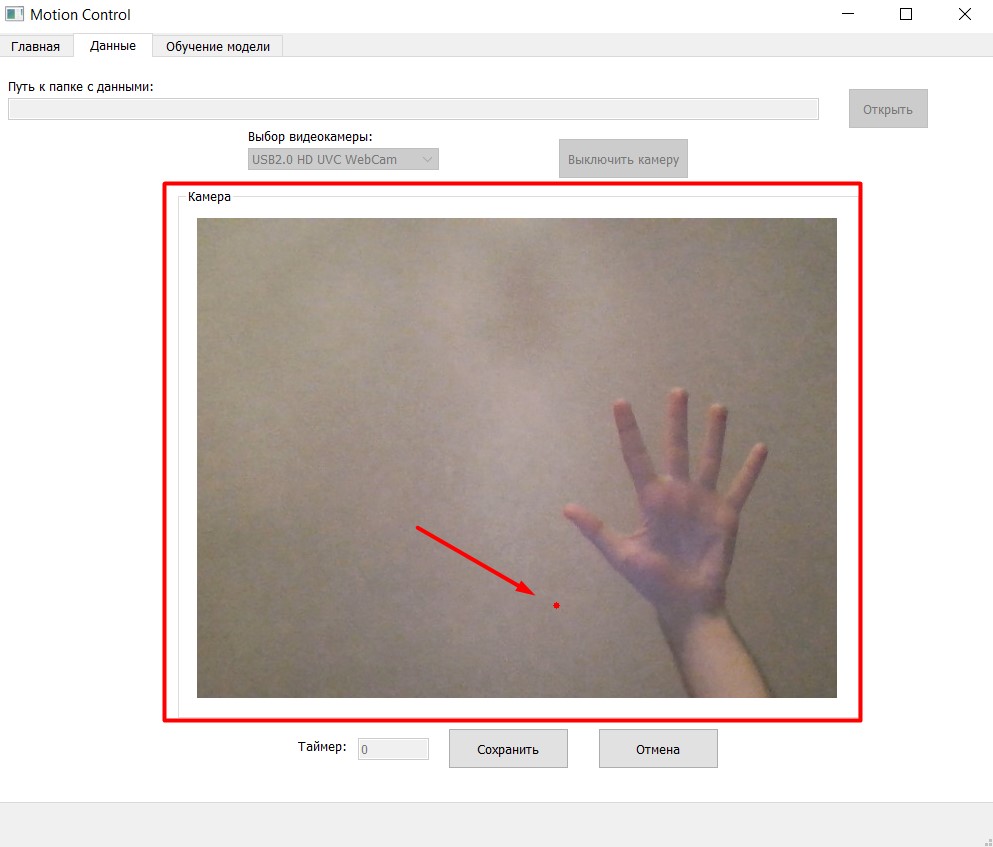 Motion Control
Главная Данные Обучение модели
Путь к папке с данными:
Открыть
Выбор видеокамеры:
USB2.0 HD UVC WebCam
Выключить камеру
Камера
Таймер: 0 Сохранить Отмена